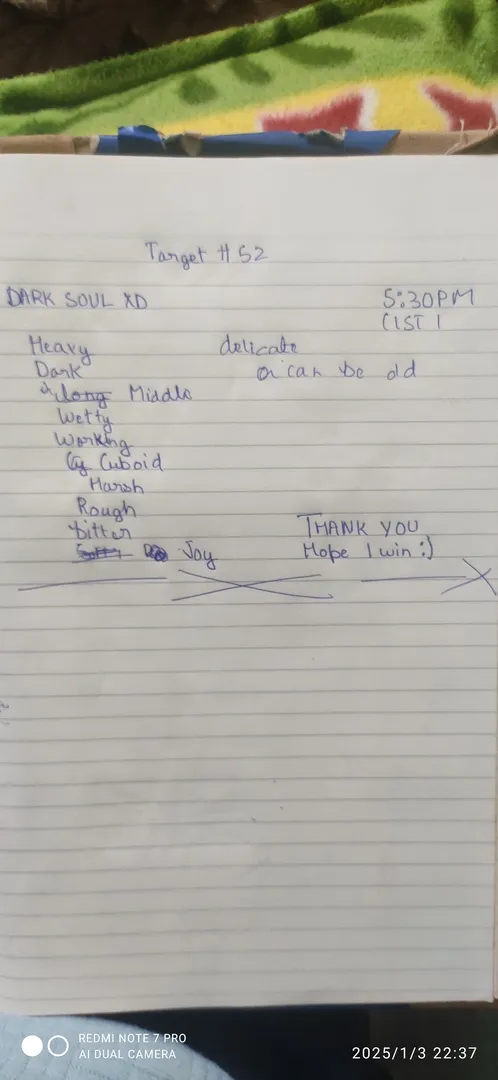 Target # 52
DARK SOUL XD
5:30PM
(IST)
Heavy
delicate
Dark
or can be old
long Middle
Wetty
Working
Cy Cuboid
Harsh
Rough
bitter
Joy
THANK YOU
Hope I win :)
REDMI NOTE 7 PRO
AI DUAL CAMERA
2025/1/3 22:37